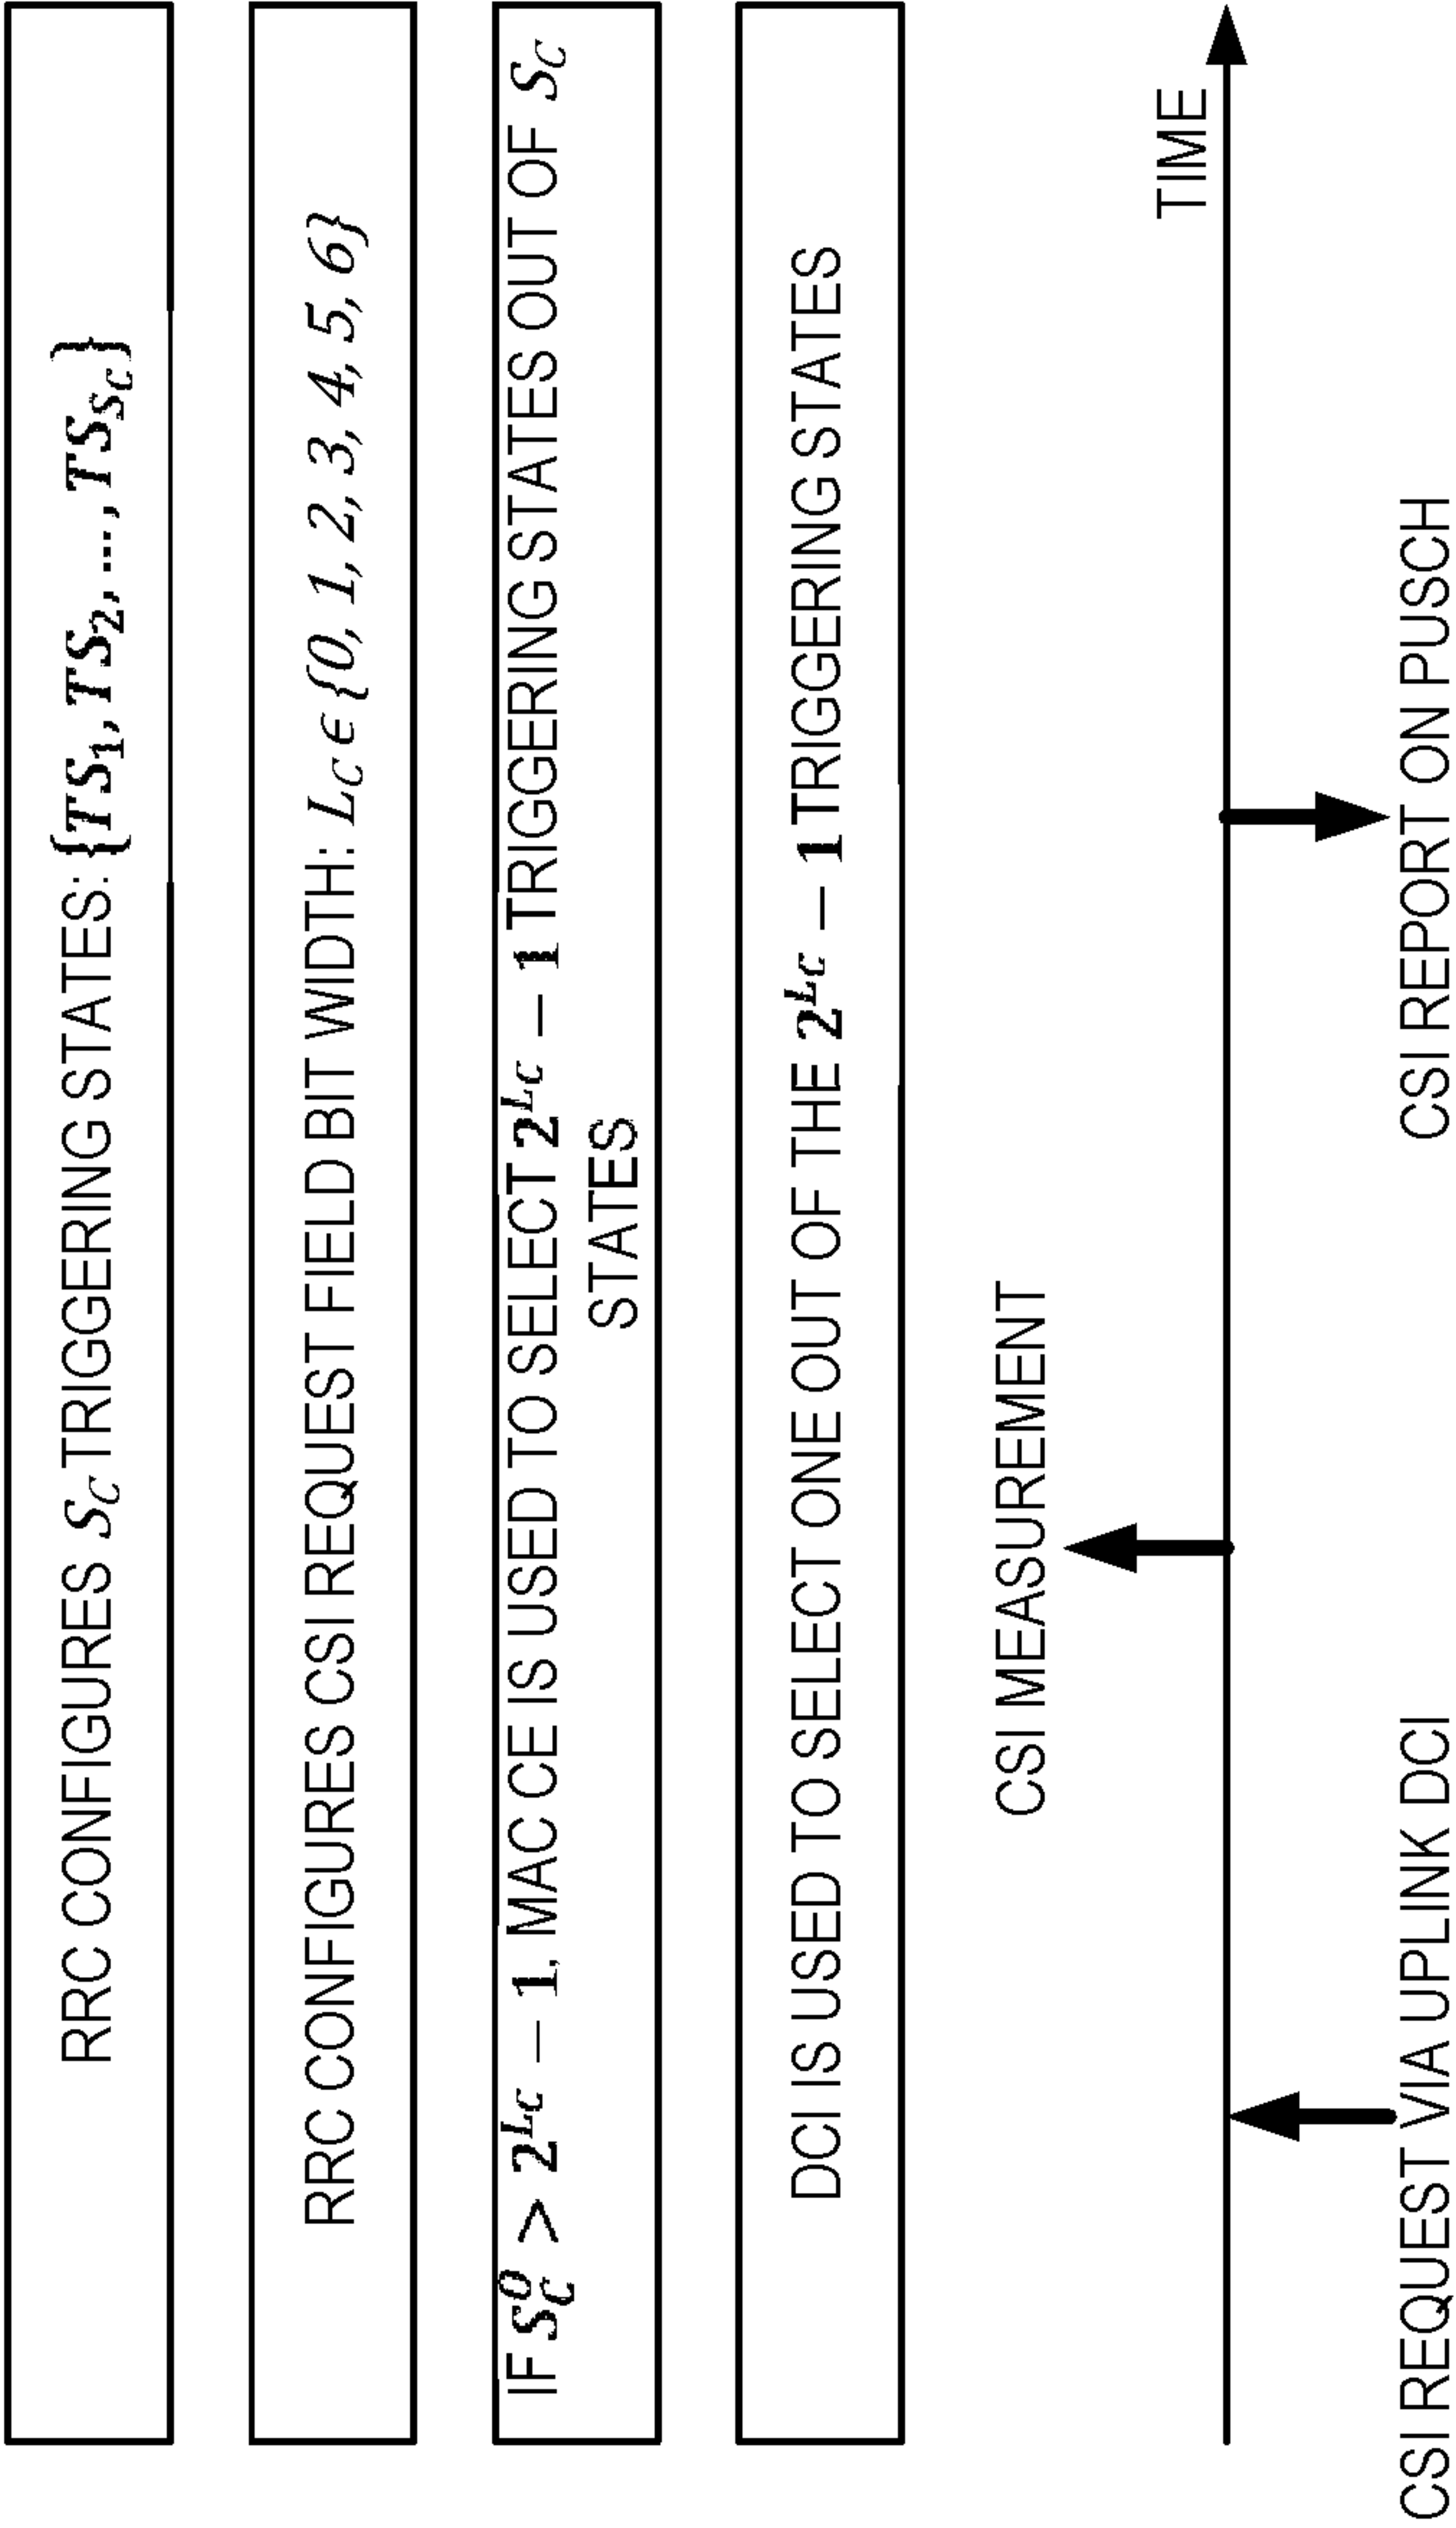 RRC CONFIGURES S_C TRIGGERING STATES: {TS_1, TS_2, ..., TS_{S_C}}
RRC CONFIGURES CSI REQUEST FIELD BIT WIDTH: L_C ϵ {0, 1, 2, 3, 4, 5, 6}
IF S_C^0 > 2^{L_C} − 1, MAC CE IS USED TO SELECT 2^{L_C} − 1 TRIGGERING STATES OUT OF S_C
STATES
DCI IS USED TO SELECT ONE OUT OF THE 2^{L_C} − 1 TRIGGERING STATES
CSI MEASUREMENT
TIME
CSI REQUEST VIA UPLINK DCI
CSI REPORT ON PUSCH